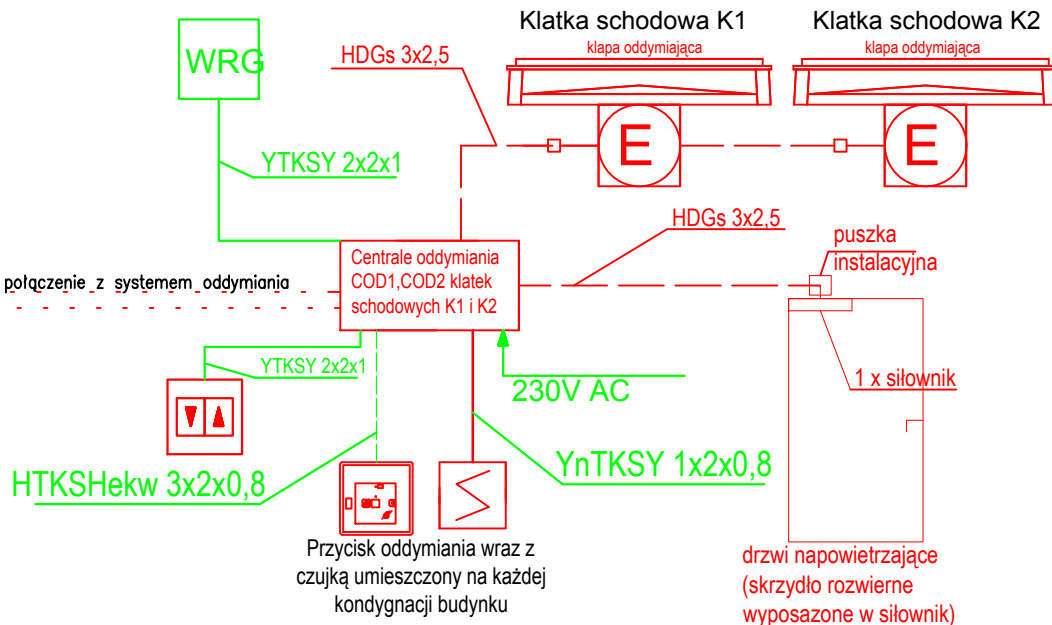 Klatka schodowa K1
Klatka schodowa K2
klapa oddymiająca
klapa oddymiająca
WRG
HDGs 3x2,5
E
E
YTKSY 2x2x1
HDGs 3x2,5
puszka
instalacyjna
Centrale oddymiania
COD1,COD2 klatek
schodowych K1 i K2
połączenie z systemem oddymiania
YTKSY 2x2x1
230V AC
1 x siłownik
HTKSHekw 3x2x0,8
YnTKSY 1x2x0,8
Przycisk oddymiania wraz z
czujką umieszczony na każdej
kondygnacji budynku
drzwi napowietrzające
(skrzydło rozwierne
wyposazone w siłownik)